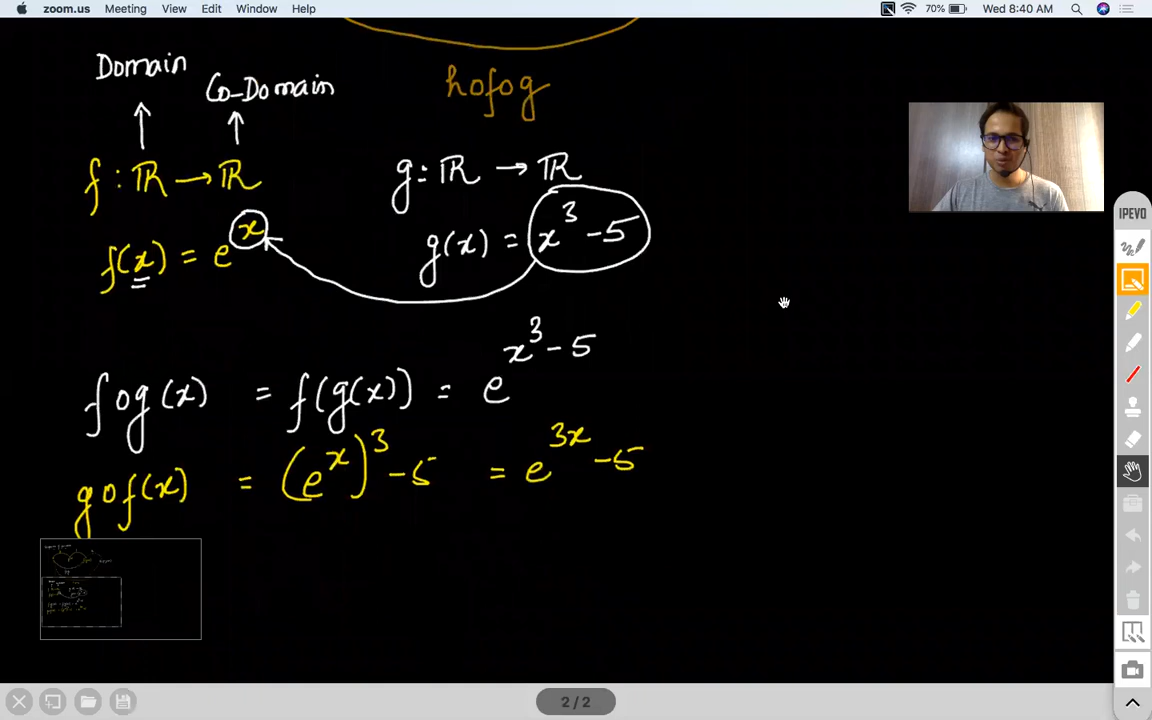 zoom.us Meeting View Edit Window Help 70% Wed 8:40 AM
Domain
Co-Domain
hofog
f : ℝ → ℝ
g : ℝ → ℝ
IPEVO
f(x) = e^x
g(x) = x^3 - 5
fog(x) = f(g(x)) = e^{x^3 - 5}
gof(x) = (e^x)^3 - 5 = e^{3x} - 5
2 / 2